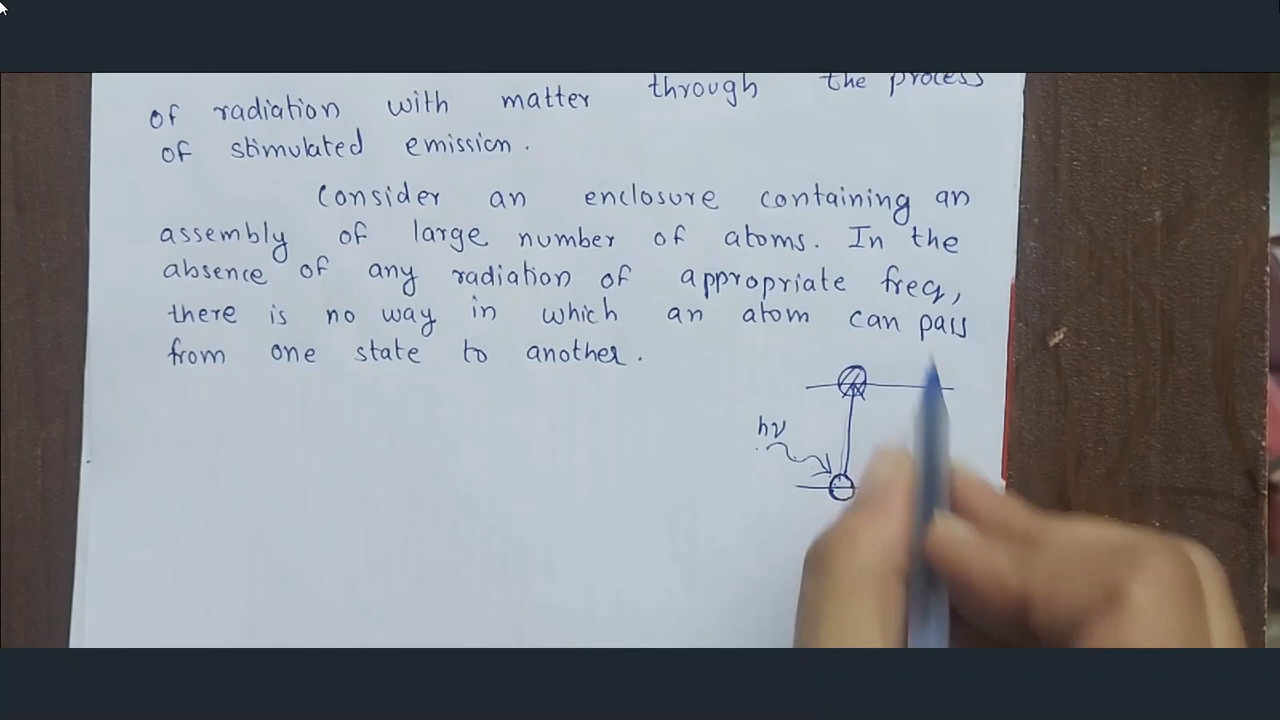 of radiation with matter through the process
of stimulated emission.
Consider an enclosure containing an
assembly of large number of atoms. In the
absence of any radiation of appropriate freq,
there is no way in which an atom can pass
from one state to another.
hν